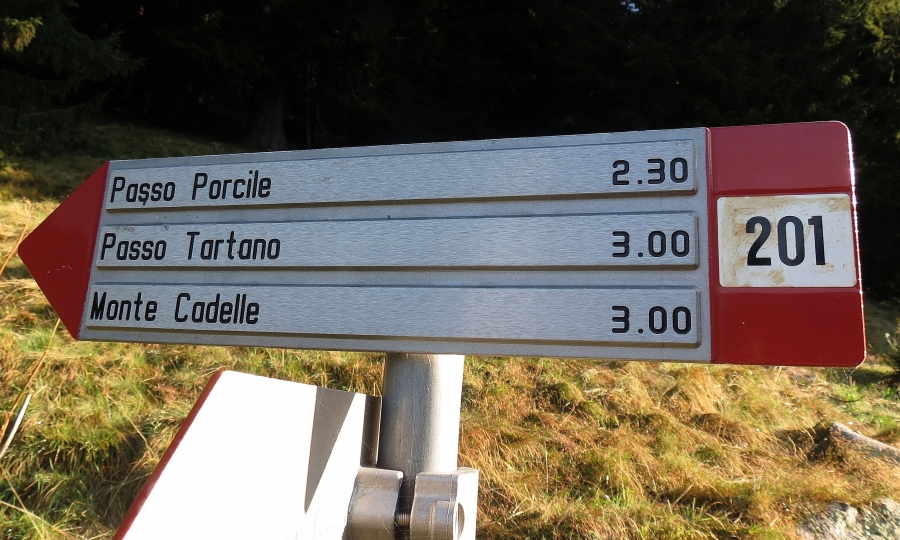 Passo Porcile 2.30
Passo Tartano 3.00
Monte Cadelle 3.00
201